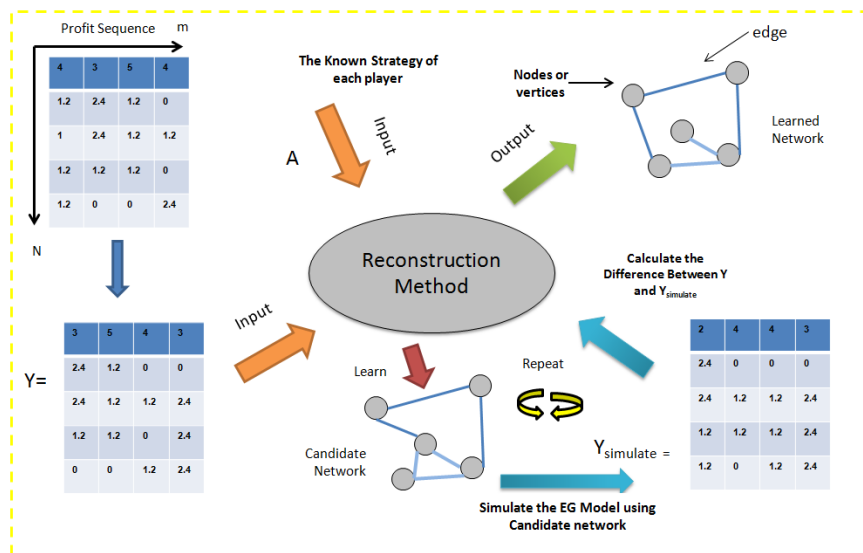 Profit Sequence m
4 3 5 4
1.2 2.4 1.2 0
1 2.4 1.2 1.2
1.2 1.2 1.2 0
1.2 0 0 2.4
N
The Known Strategy of
each player
Input
A
edge
Nodes or
vertices
Learned
Network
Output
Reconstruction
Method
Calculate the
Difference Between Y
and Ysimulate
Input
Y=
3 5 4 3
2.4 1.2 0 0
2.4 1.2 1.2 2.4
1.2 1.2 0 2.4
0 0 1.2 2.4
Learn
Repeat
Candidate
Network
Ysimulate =
2 4 4 3
2.4 0 0 0
2.4 1.2 1.2 2.4
1.2 1.2 1.2 2.4
1.2 0 1.2 2.4
Simulate the EG Model using
Candidate network